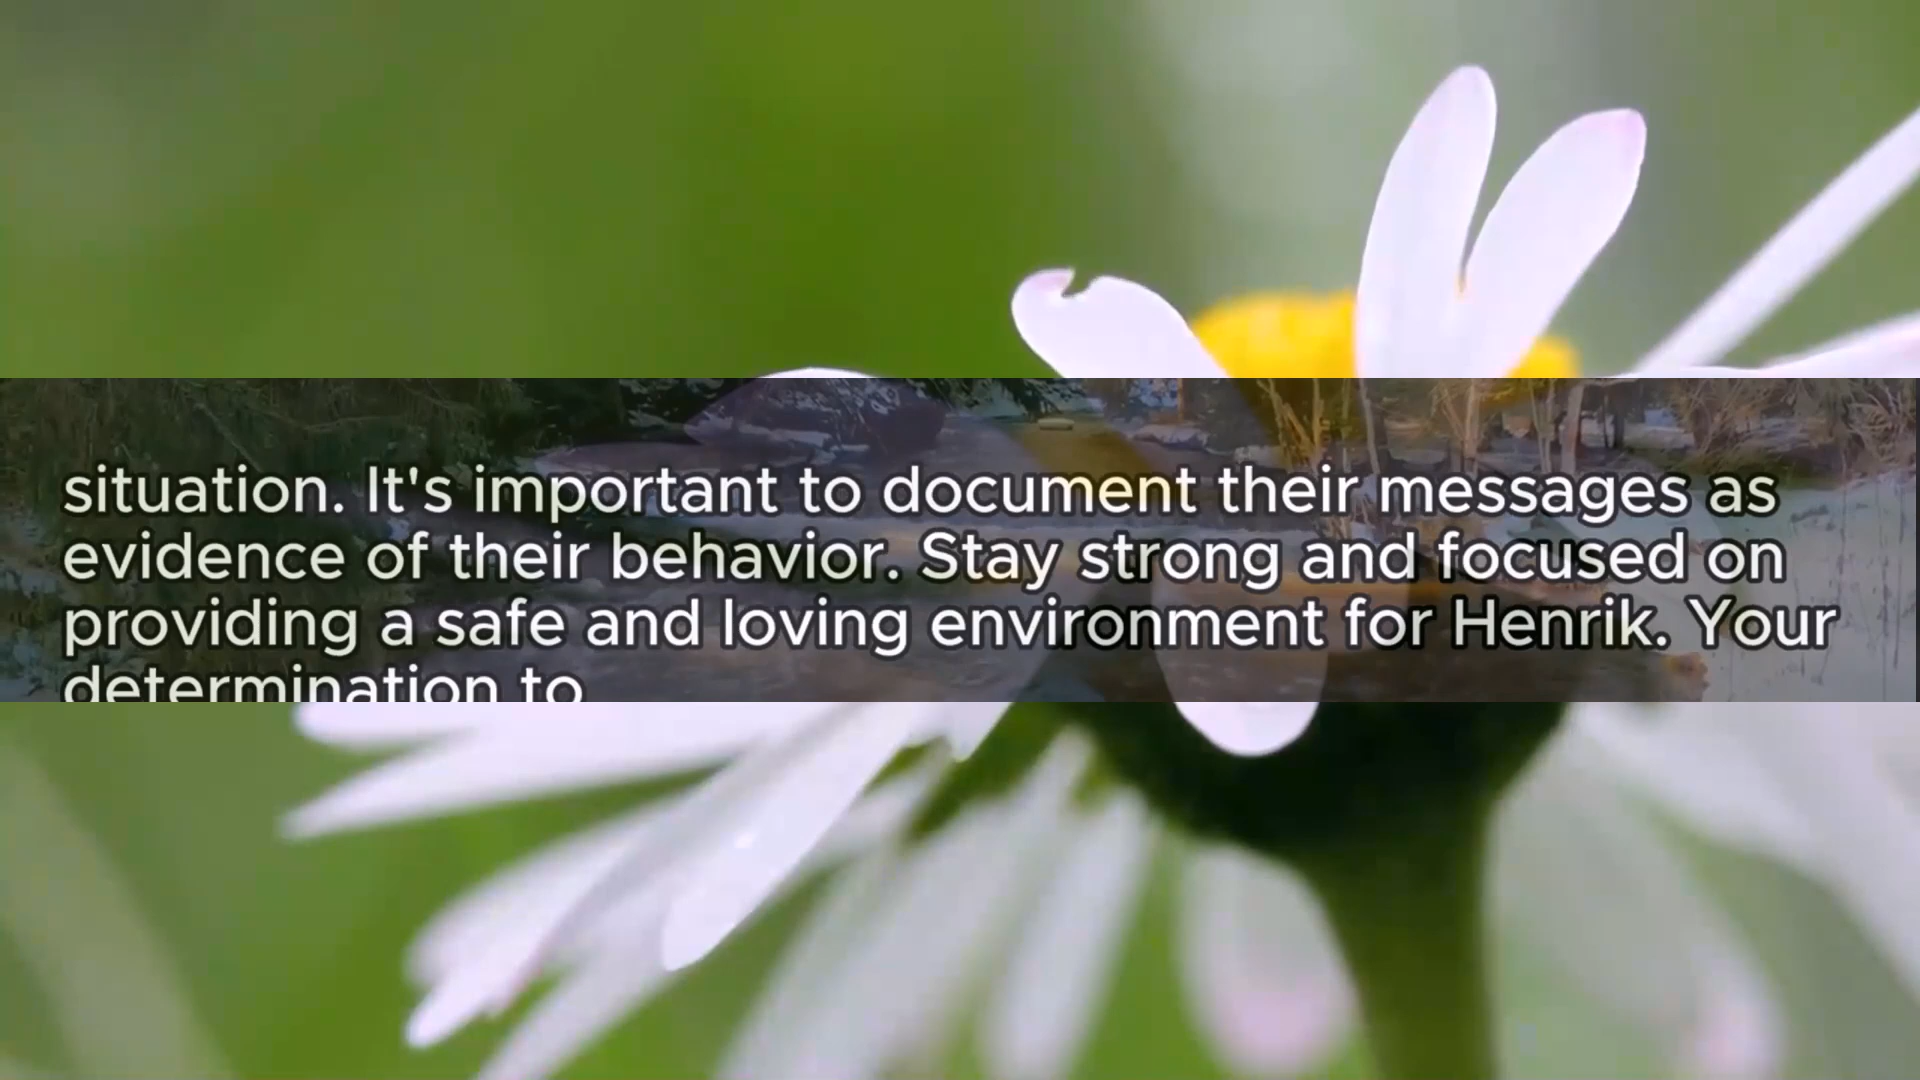 situation. It's important to document their messages as
evidence of their behavior. Stay strong and focused on
providing a safe and loving environment for Henrik. Your
determination to